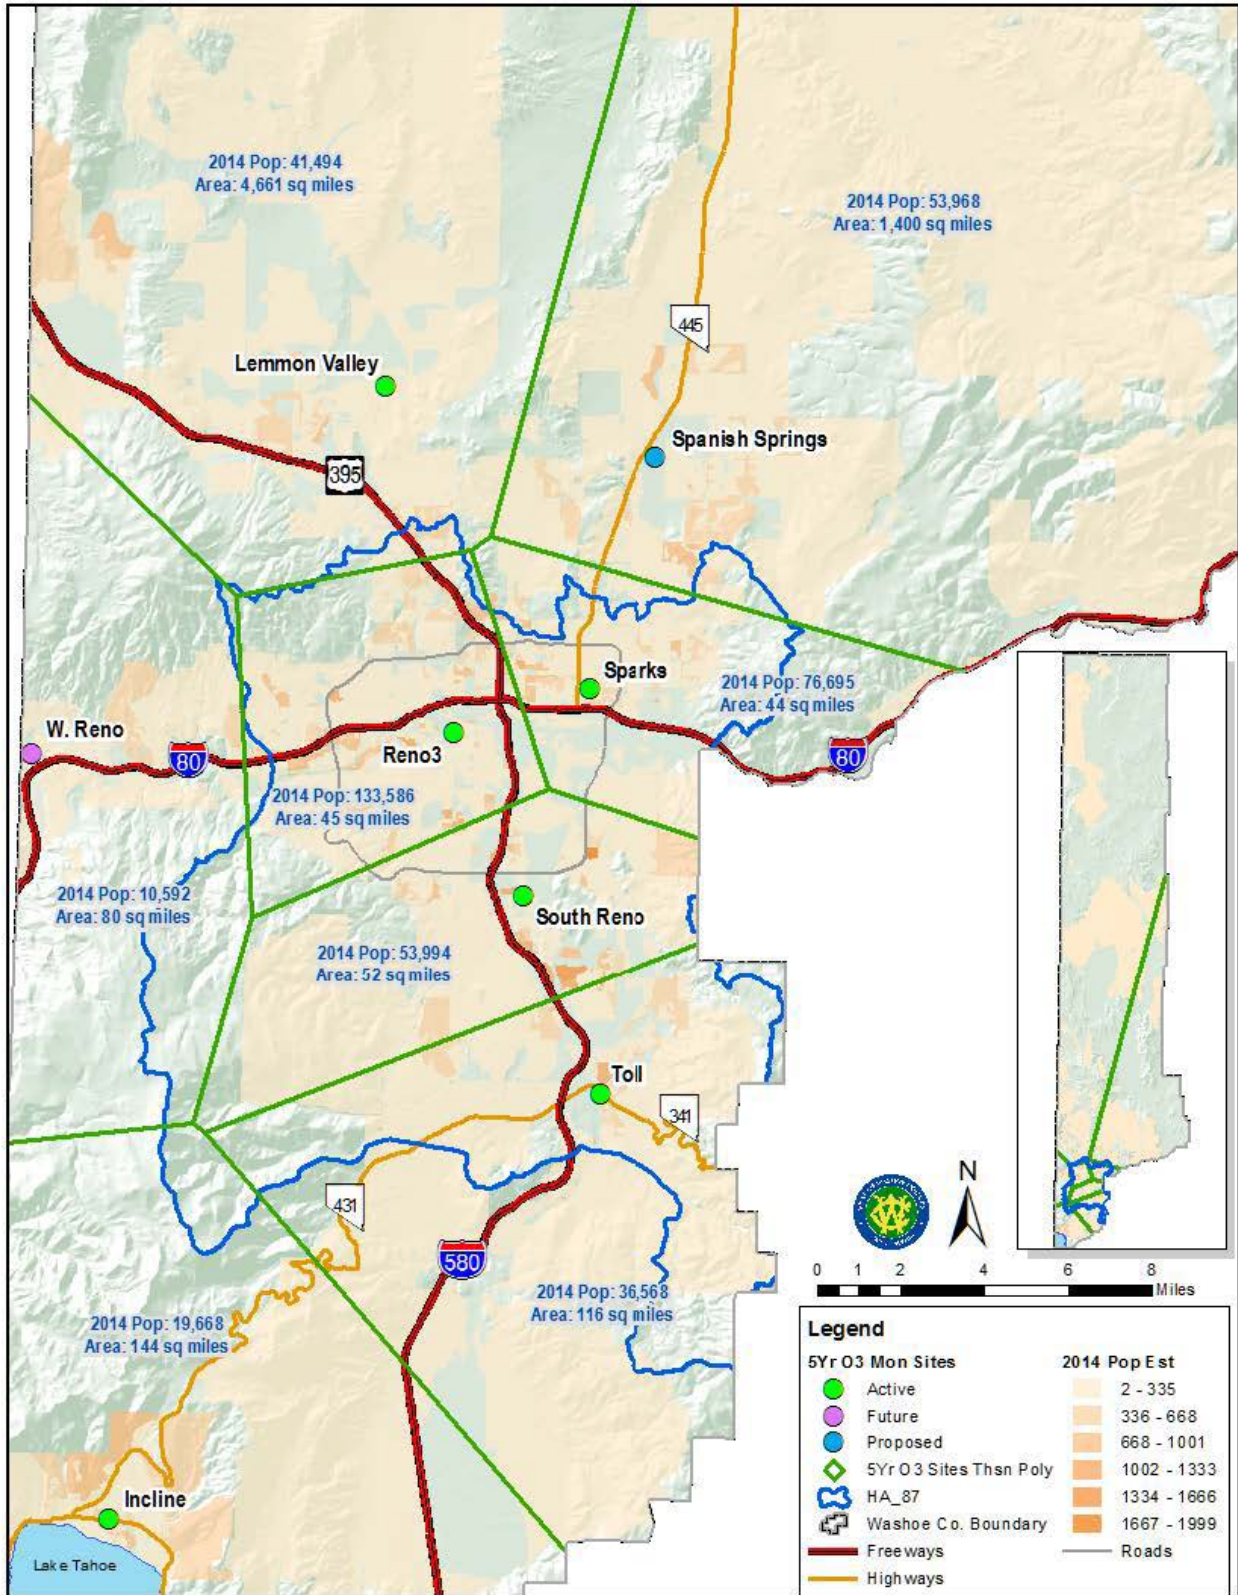 2014 Pop: 41,494
Area: 4,661 sq miles
2014 Pop: 53,968
Area: 1,400 sq miles
445
Lemmon Valley
Spanish Springs
395
Sparks
2014 Pop: 76,695
Area: 44 sq miles
W. Reno
80
Reno3
80
2014 Pop: 133,586
Area: 45 sq miles
2014 Pop: 10,592
Area: 80 sq miles
South Reno
2014 Pop: 53,994
Area: 52 sq miles
Toll
341
N
431
580
2014 Pop: 36,568
Area: 116 sq miles
0 1 2 4 6 8
Miles
2014 Pop: 19,668
Area: 144 sq miles
Incline
Lake Tahoe
Legend
5Yr O3 Mon Sites
Active
Future
Proposed
5Yr O3 Sites Thsn Poly
HA_87
Washoe Co. Boundary
Freeways
Highways
2014 Pop Est
2 - 335
336 - 668
668 - 1001
1002 - 1333
1334 - 1666
1667 - 1999
Roads